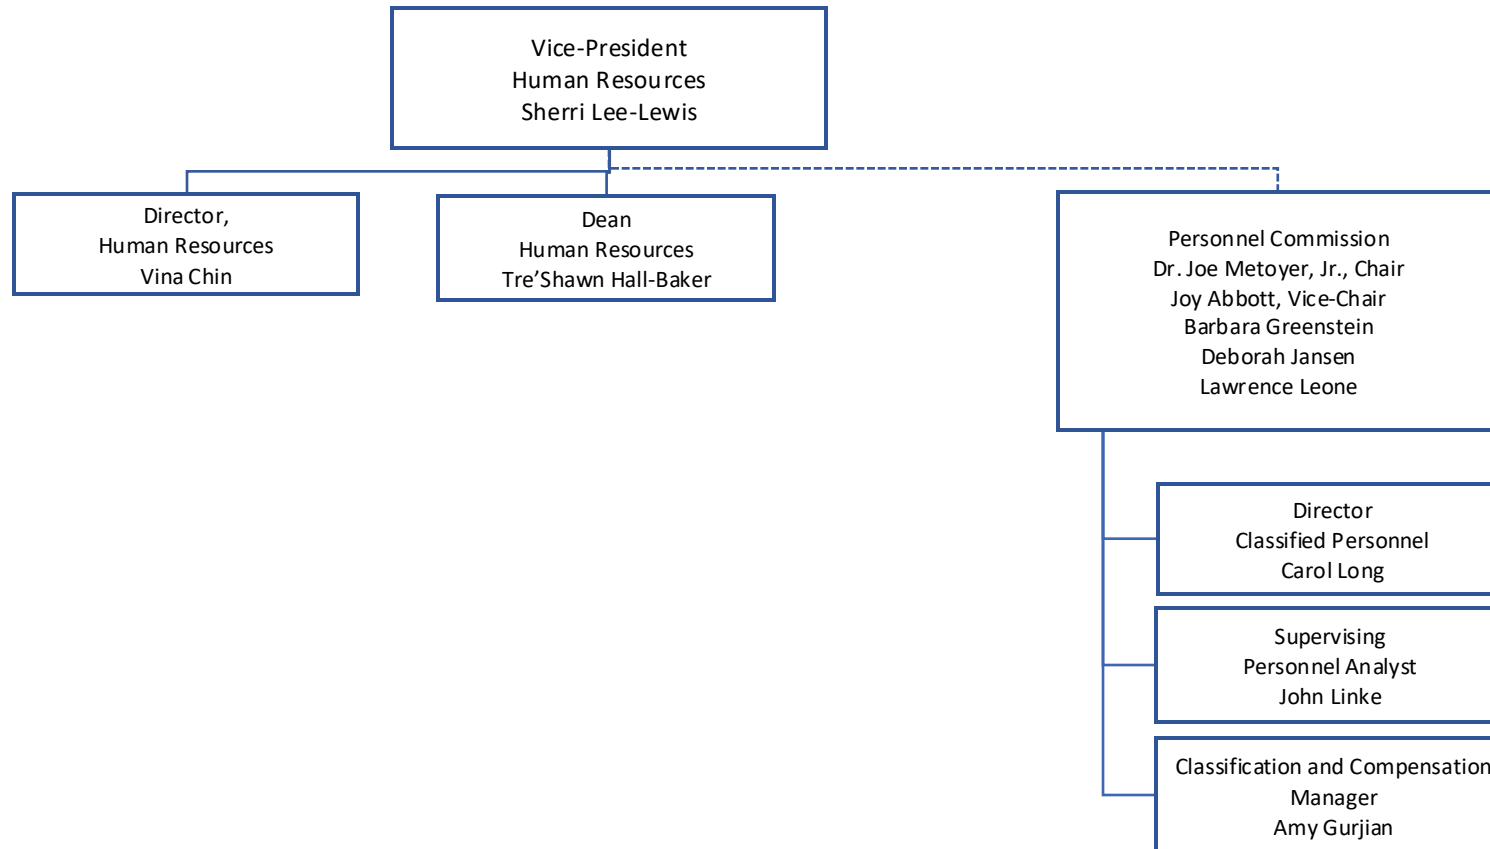 Vice-President
Human Resources
Sherri Lee-Lewis
Director,
Human Resources
Vina Chin
Dean
Human Resources
Tre’Shawn Hall-Baker
Personnel Commission
Dr. Joe Metoyer, Jr., Chair
Joy Abbott, Vice-Chair
Barbara Greenstein
Deborah Jansen
Lawrence Leone
Director
Classified Personnel
Carol Long
Supervising
Personnel Analyst
John Linke
Classification and Compensation
Manager
Amy Gurjian